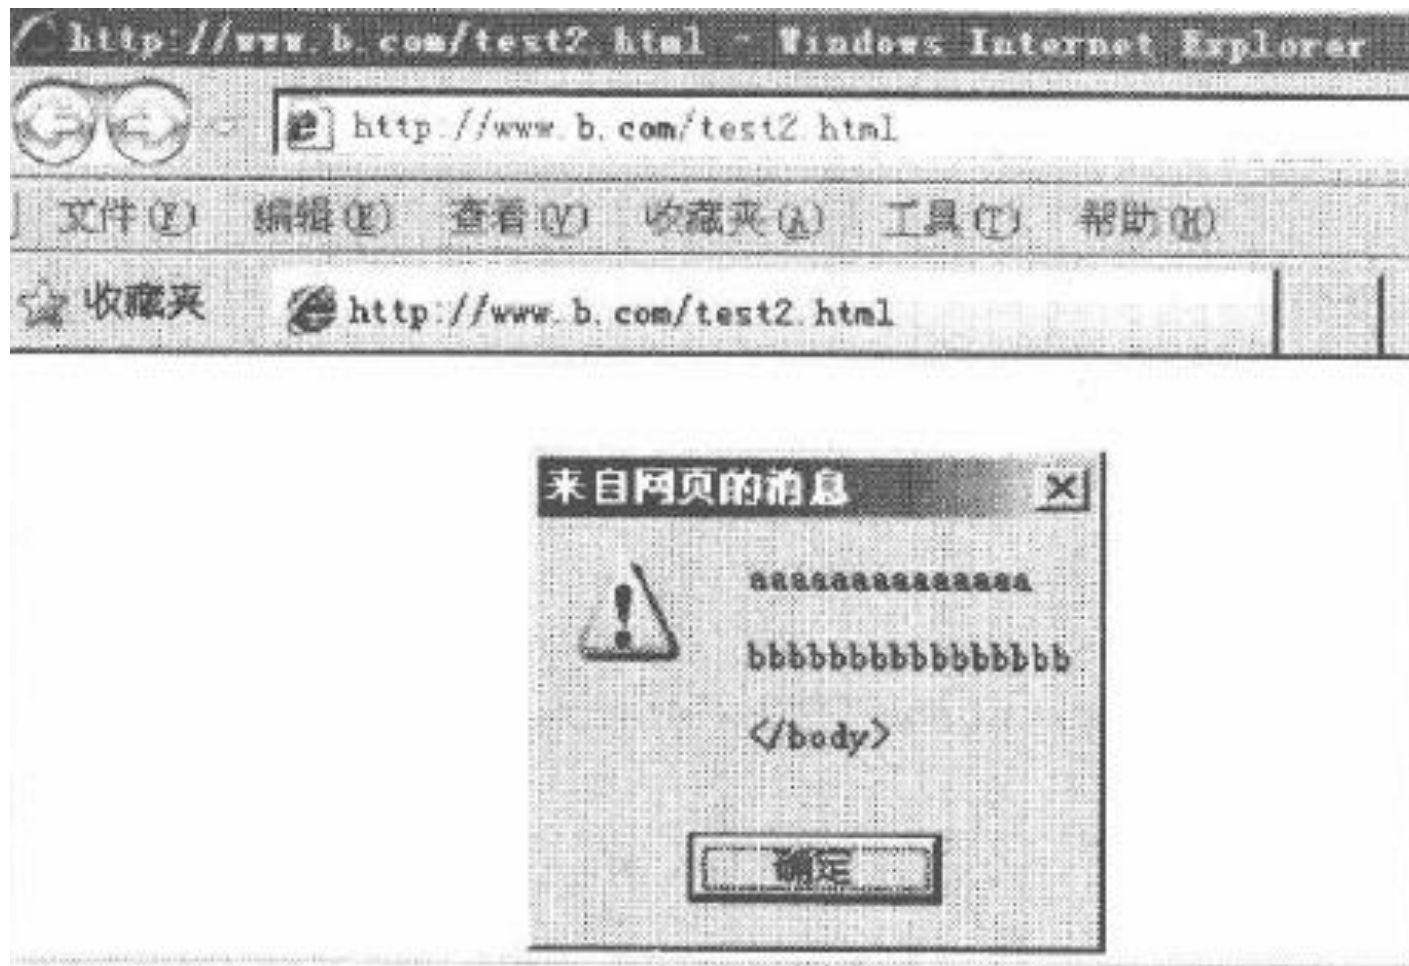 http://www.b.com/test2.html - Windows Internet Explorer
http://www.b.com/test2.html
文件(F) 编辑(E) 查看(V) 收藏夹(A) 工具(T) 帮助(H)
收藏夹 http://www.b.com/test2.html
来自网页的消息
aaaaaaaaaaaaaa
bbbbbbbbbbbbbbbb
</body>
确定